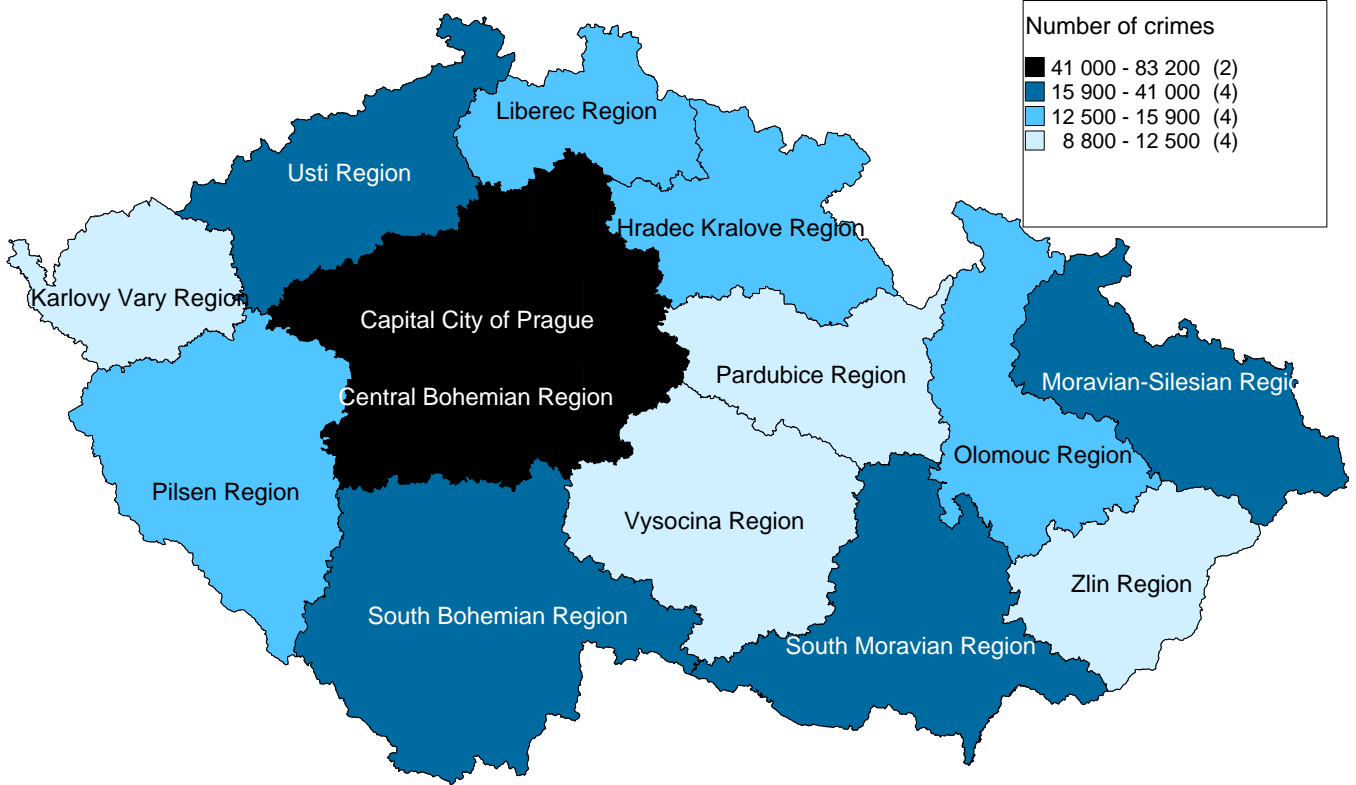 Number of crimes
41 000 - 83 200 (2)
15 900 - 41 000 (4)
12 500 - 15 900 (4)
8 800 - 12 500 (4)
Liberec Region
Usti Region
Hradec Kralove Region
Karlovy Vary Region
Capital City of Prague
Pardubice Region
Moravian-Silesian Regio
Central Bohemian Region
Olomouc Region
Pilsen Region
Vysocina Region
Zlin Region
South Bohemian Region
South Moravian Region